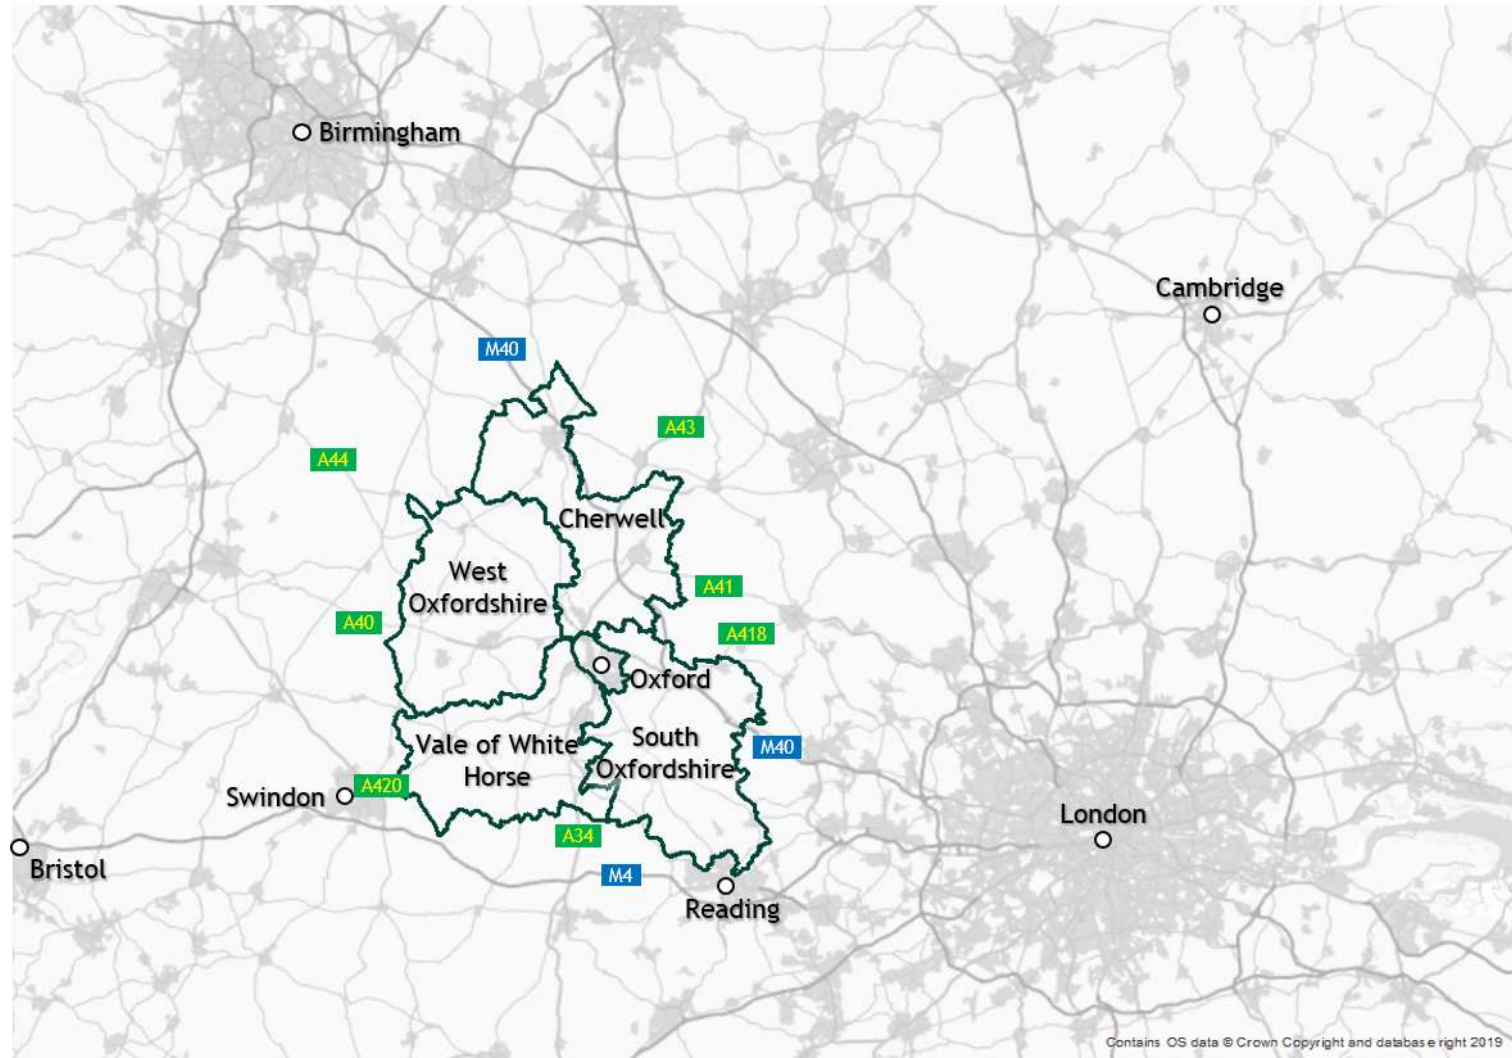 Birmingham
Cambridge
M40
A43
A44
Cherwell
West
Oxfordshire
A41
A40
A418
Oxford
Vale of White
Horse
South
Oxfordshire
M40
Swindon
A420
London
A34
Bristol
M4
Reading
Contains OS data © Crown Copyright and database right 2019